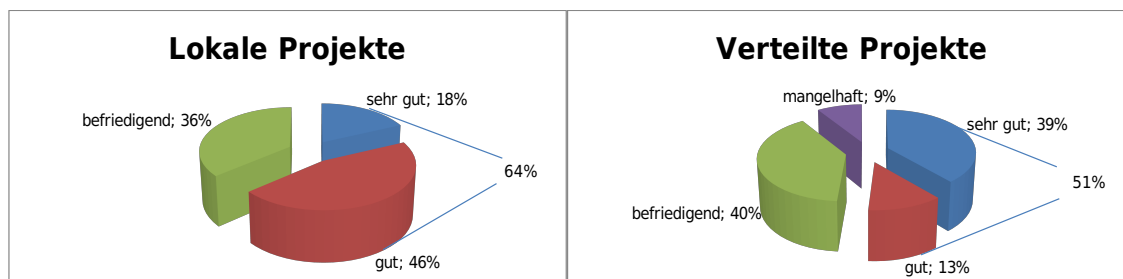 Lokale Projekte
sehr gut; 18%
befriedigend; 36%
64%
gut; 46%
Verteilte Projekte
mangelhaft; 9%
sehr gut; 39%
51%
befriedigend; 40%
gut; 13%